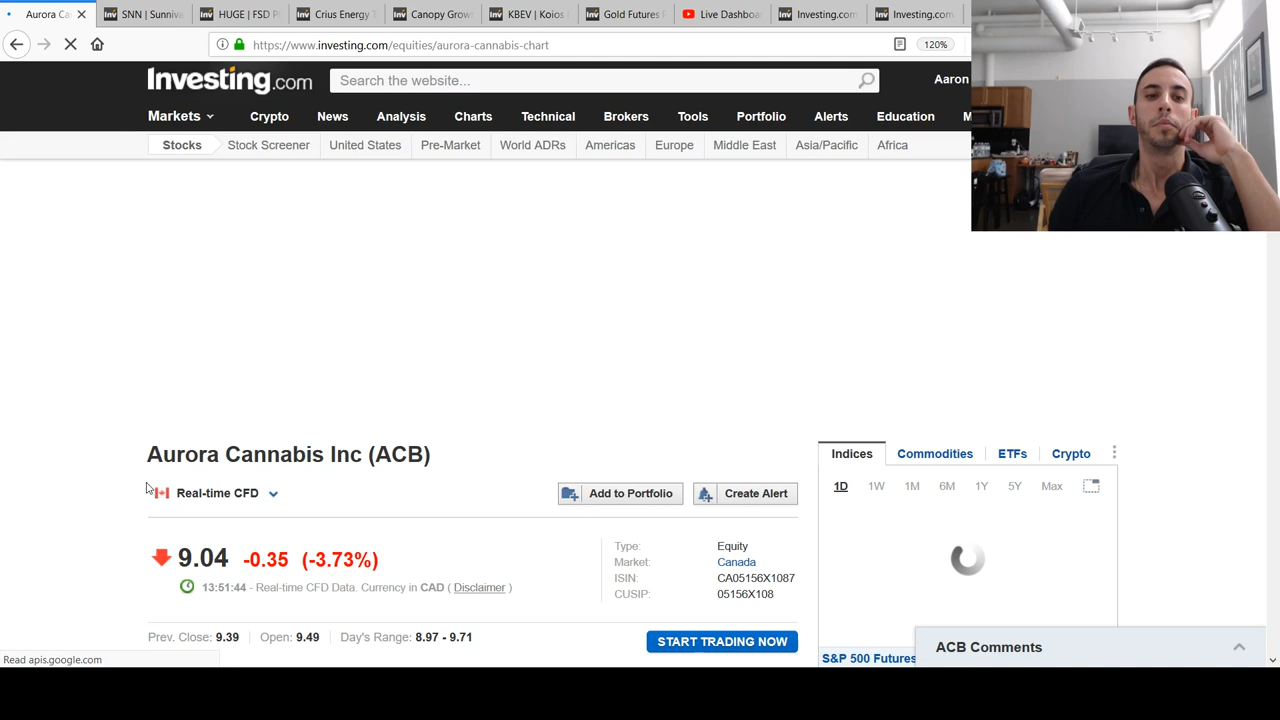 Aurora Ca
SNN | Sunniva
HUGE | FSD P
Crius Energy T
Canopy Grow
KBEV | Koios
Gold Futures
Live Dashboa
Investing.com
Investing.com
https://www.investing.com/equities/aurora-cannabis-chart
120%
Investing.com
Search the website...
Aaron
Markets
Crypto
News
Analysis
Charts
Technical
Brokers
Tools
Portfolio
Alerts
Education
M
Stocks
Stock Screener
United States
Pre-Market
World ADRs
Americas
Europe
Middle East
Asia/Pacific
Africa
Aurora Cannabis Inc (ACB)
Real-time CFD
Add to Portfolio
Create Alert
9.04 -0.35 (-3.73%)
13:51:44 - Real-time CFD Data. Currency in CAD ( Disclaimer )
Type: Equity
Market: Canada
ISIN: CA05156X1087
CUSIP: 05156X108
Prev. Close: 9.39
Open: 9.49
Day's Range: 8.97 - 9.71
START TRADING NOW
Indices
Commodities
ETFs
Crypto
1D
1W
1M
6M
1Y
5Y
Max
S&P 500 Futures
ACB Comments
Read apis.google.com